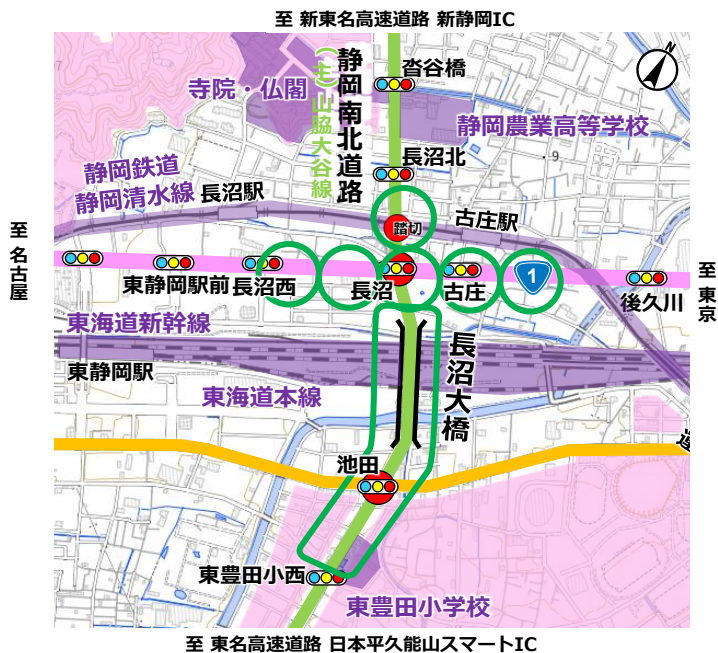 至 新東名高速道路 新静岡IC
N
沓谷橋
寺院・仏閣
静岡南北道路
(主)山脇大谷線
静岡農業高等学校
長沼北
9
静岡鉄道
静岡清水線
長沼駅
古庄駅
踏切
至 名古屋
至 東京
東静岡駅前
長沼西
長沼
古庄
1
後久川
東海道新幹線
東静岡駅
長沼大橋
東海道本線
池田
東豊田小西
東豊田小学校
至 東名高速道路 日本平久能山スマートIC